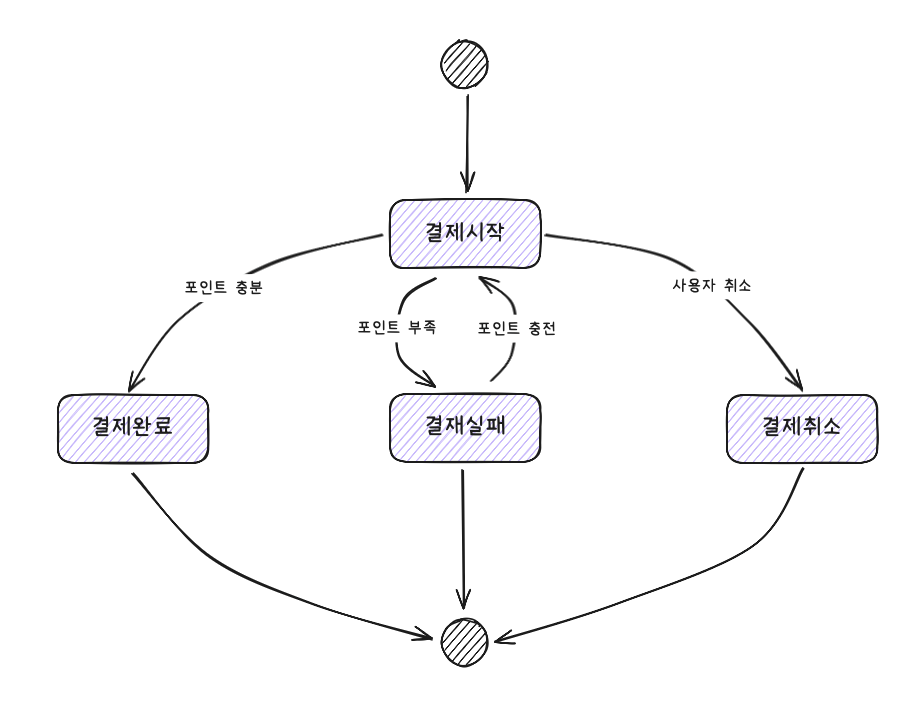 결제시작
포인트 충분
사용자 취소
포인트 부족
포인트 충전
결제완료
결재실패
결제취소